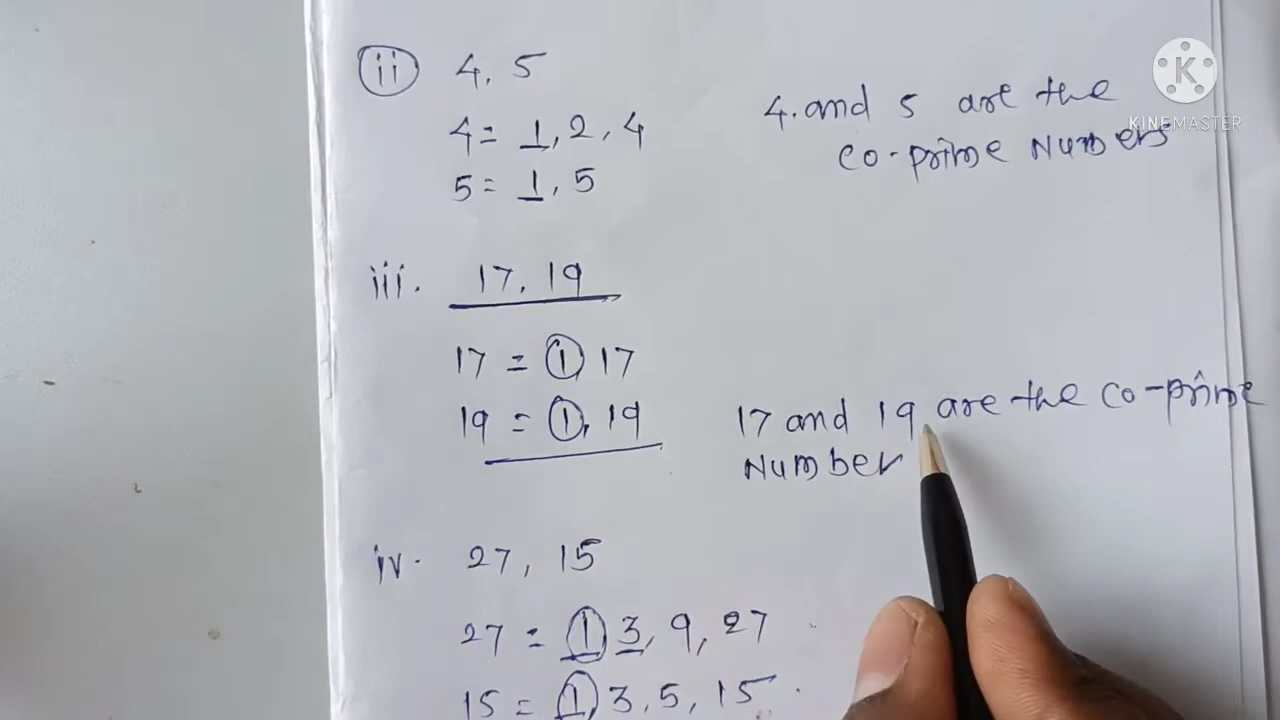 ii 4, 5
4 = 1, 2, 4
5 = 1, 5
4. and 5 are the
co-prime Numbers
KINEMASTER
iii. 17, 19
17 = 1, 17
19 = 1, 19
17 and 19 are the co-prime
Number
iv. 27, 15
27 = 1 3, 9, 27
15 = 1, 3, 5, 15